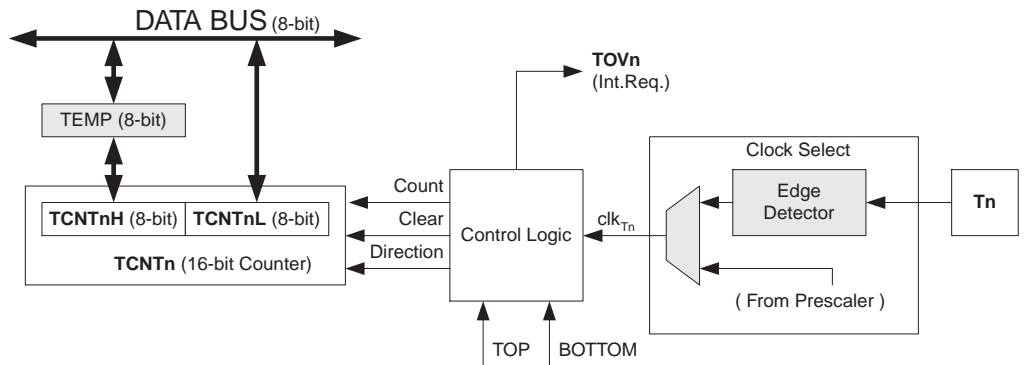 DATA BUS (8-bit)
TOVn
(Int.Req.)
TEMP (8-bit)
Clock Select
Count
Edge
Detector
Tn
TCNTnH (8-bit) TCNTnL (8-bit)
Clear
Control Logic
clkTn
TCNTn (16-bit Counter)
Direction
( From Prescaler )
TOP
BOTTOM